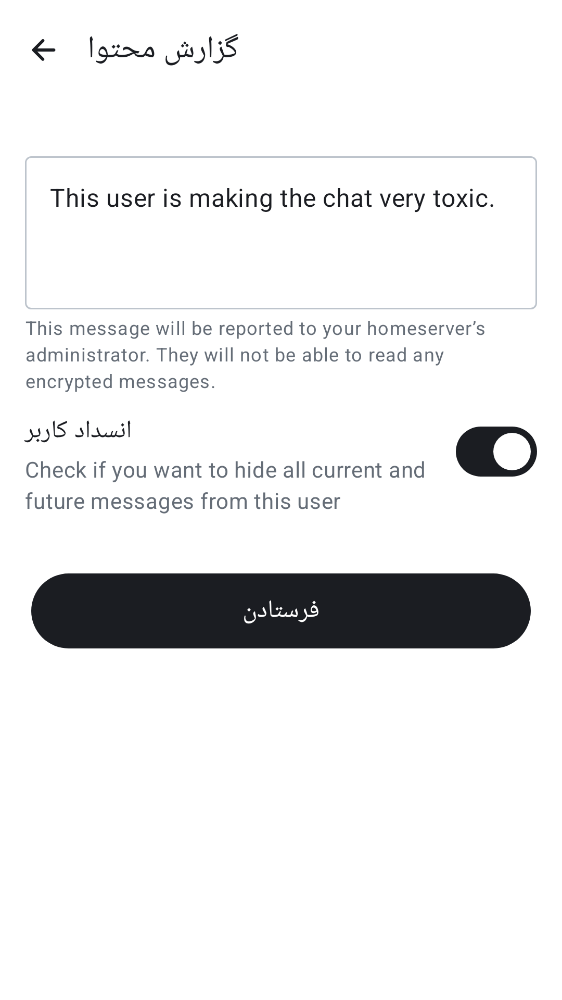 گزارش محتوا
This user is making the chat very toxic.
This message will be reported to your homeserver’s
administrator. They will not be able to read any
encrypted messages.
انسداد کاربر
Check if you want to hide all current and
future messages from this user
فرستادن